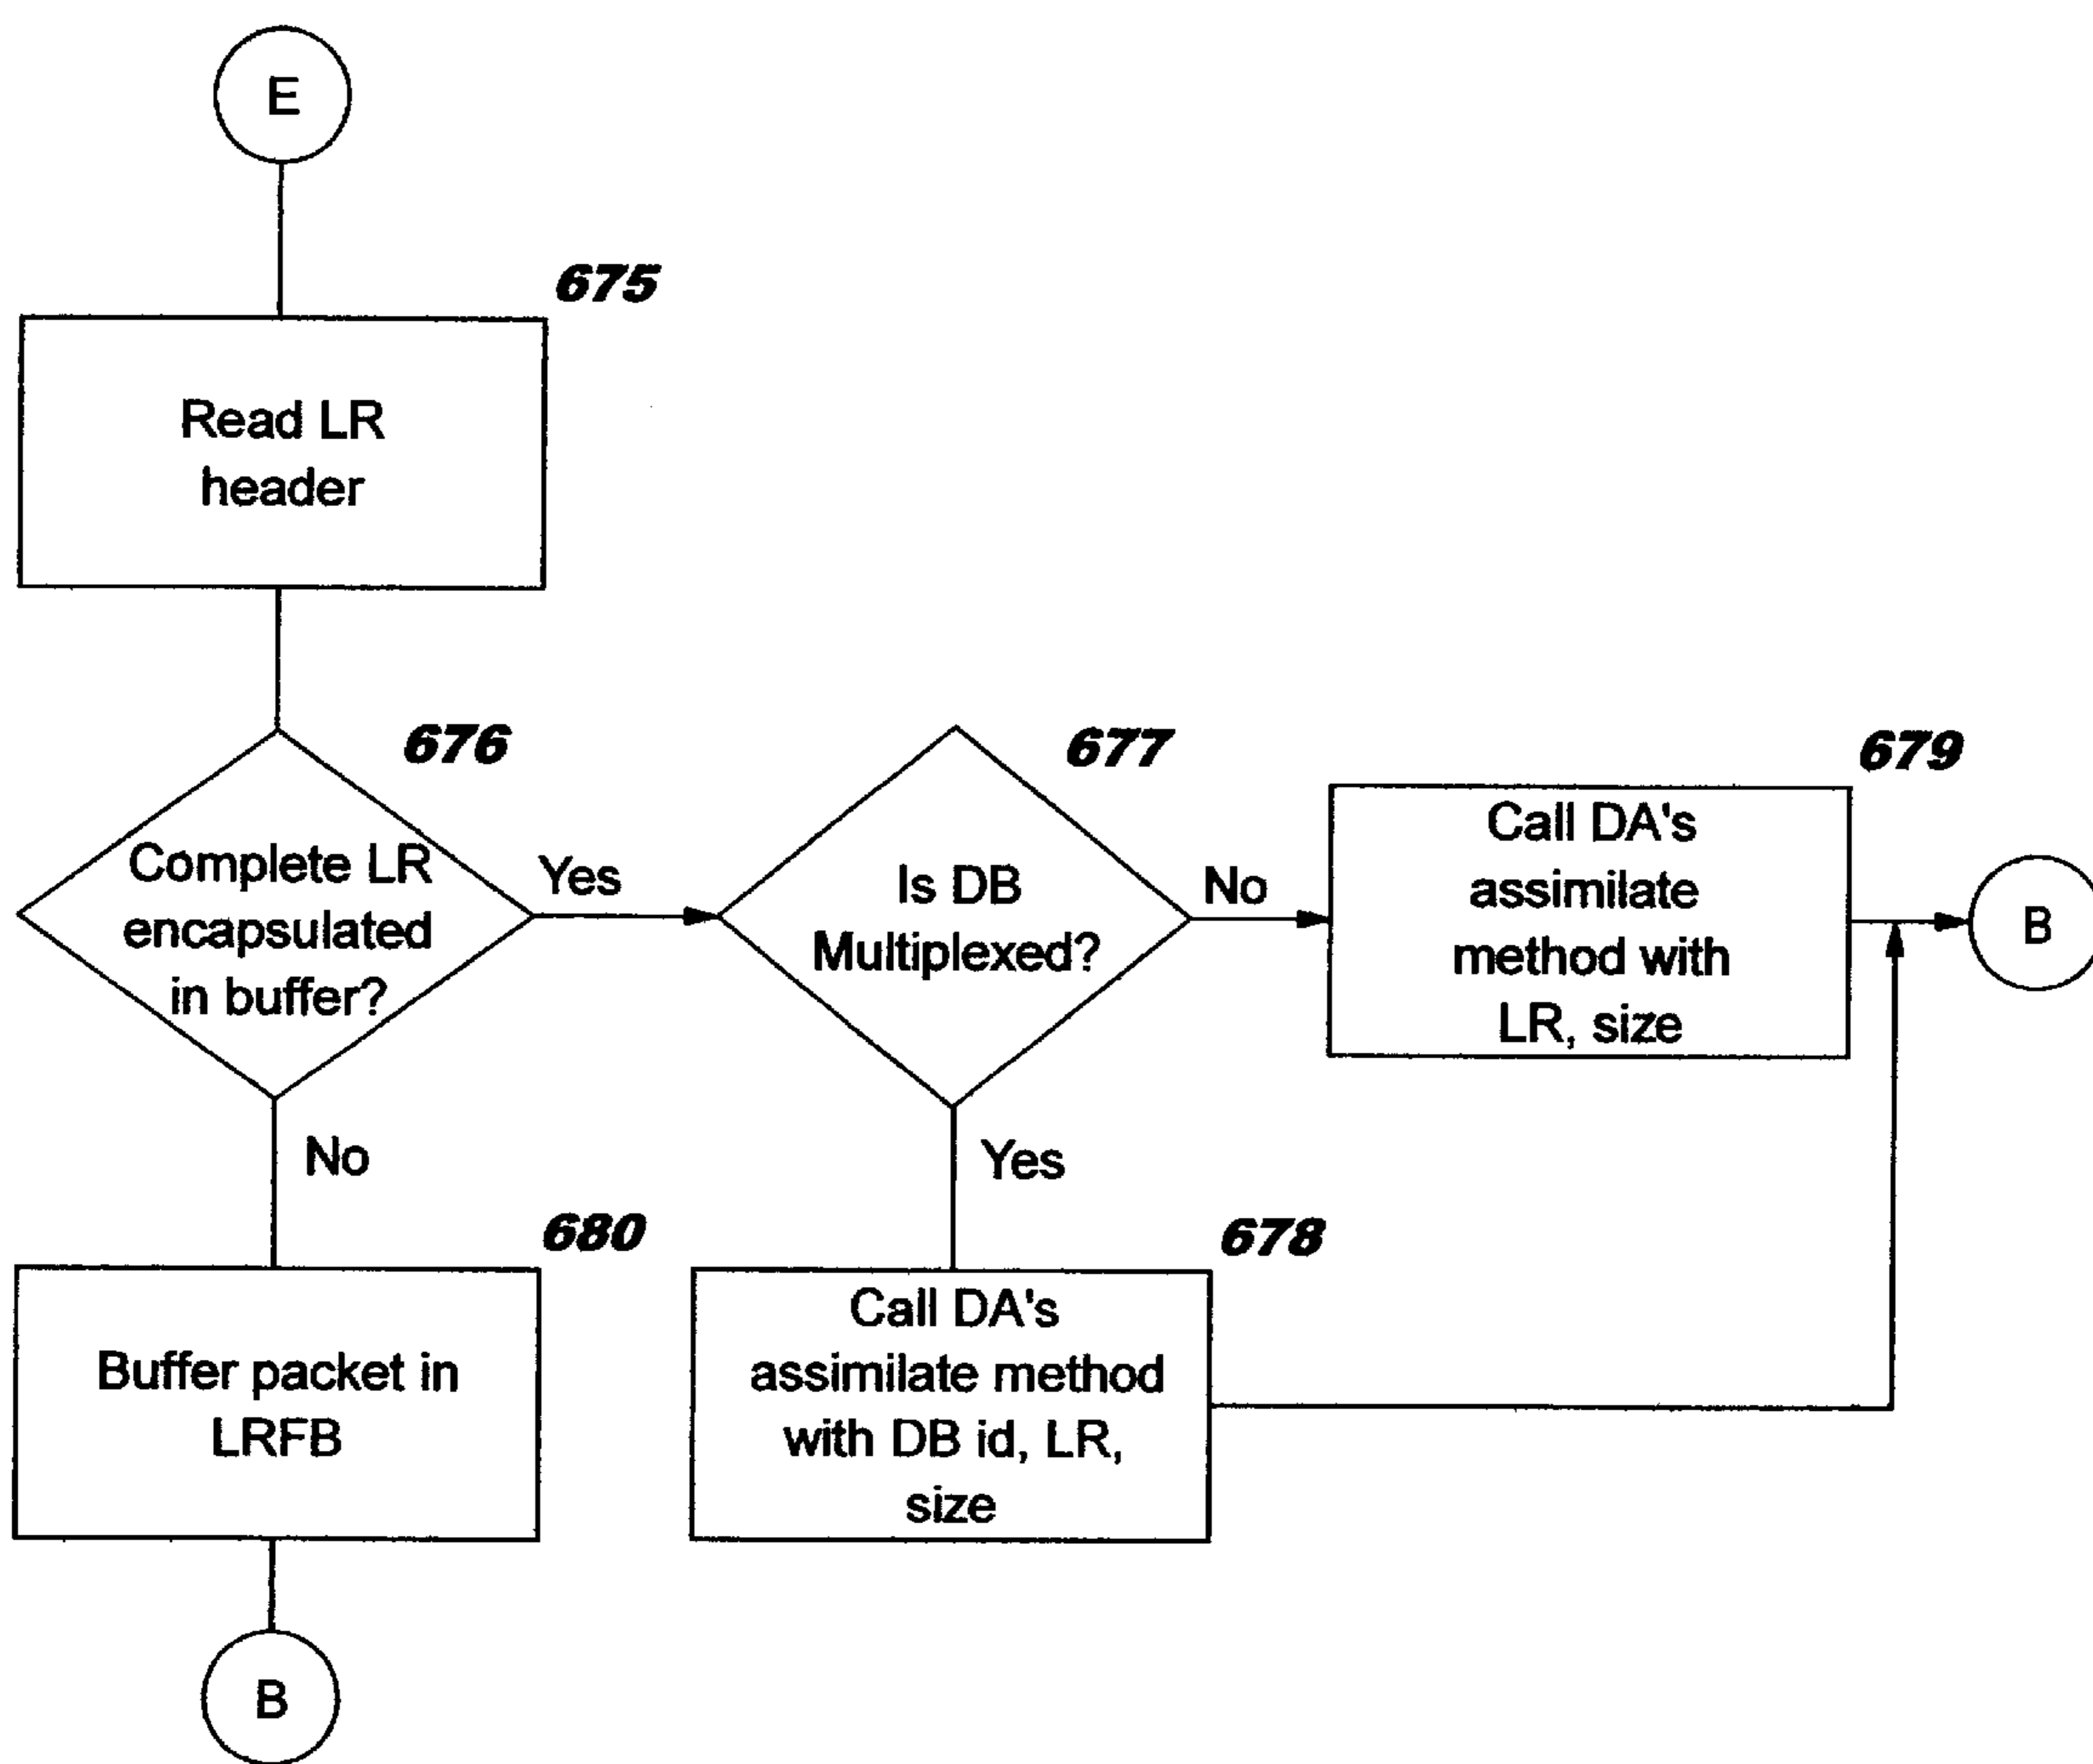 E
675
Read LR
header
676
Complete LR
encapsulated
in buffer?
Yes
No
677
Is DB
Multiplexed?
No
Yes
679
Call DA's
assimilate
method with
LR, size
B
680
Buffer packet in
LRFB
678
Call DA's
assimilate method
with DB id, LR,
size
B